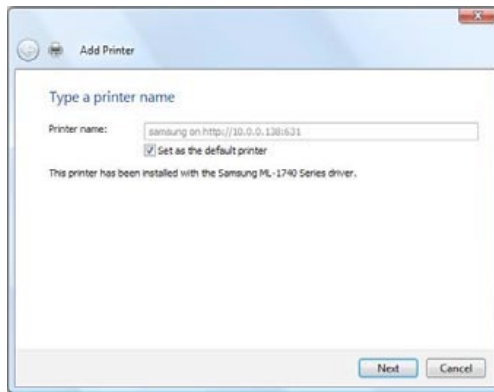 Add Printer
Type a printer name
Printer name: samsung on http://10.0.0.138:631
Set as the default printer
This printer has been installed with the Samsung ML-1740 Series driver.
Next Cancel